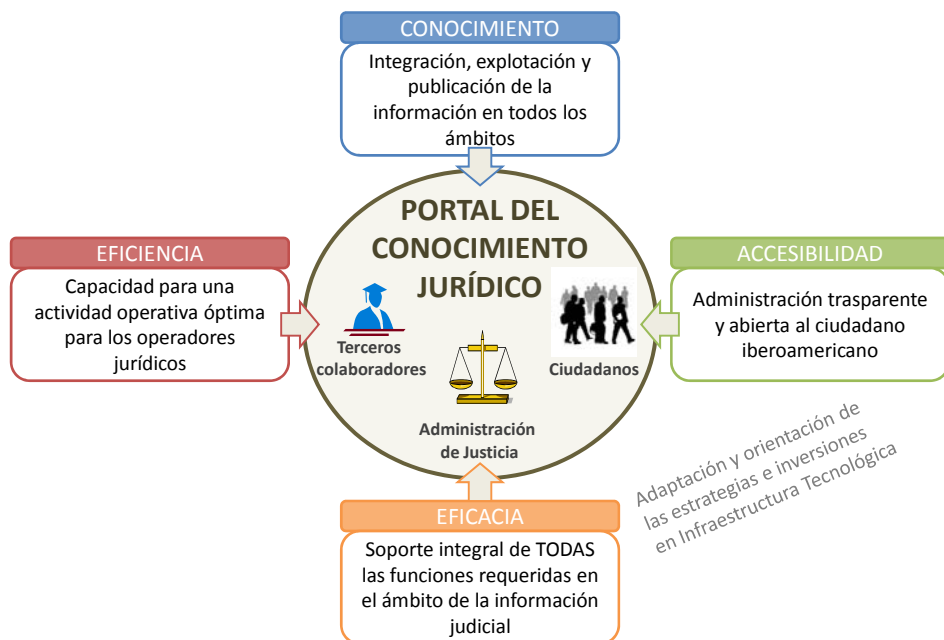 CONOCIMIENTO
Integración, explotación y
publicación de la
información en todos los
ámbitos
PORTAL DEL
CONOCIMIENTO
JURÍDICO
EFICIENCIA
Capacidad para una
actividad operativa óptima
para los operadores
jurídicos
ACCESIBILIDAD
Administración trasparente
y abierta al ciudadano
iberoamericano
Terceros
colaboradores
Ciudadanos
Administración
de Justicia
Adaptación y orientación de
las estrategias e inversiones
en Infraestructura Tecnológica
EFICACIA
Soporte integral de TODAS
las funciones requeridas en
el ámbito de la información
judicial